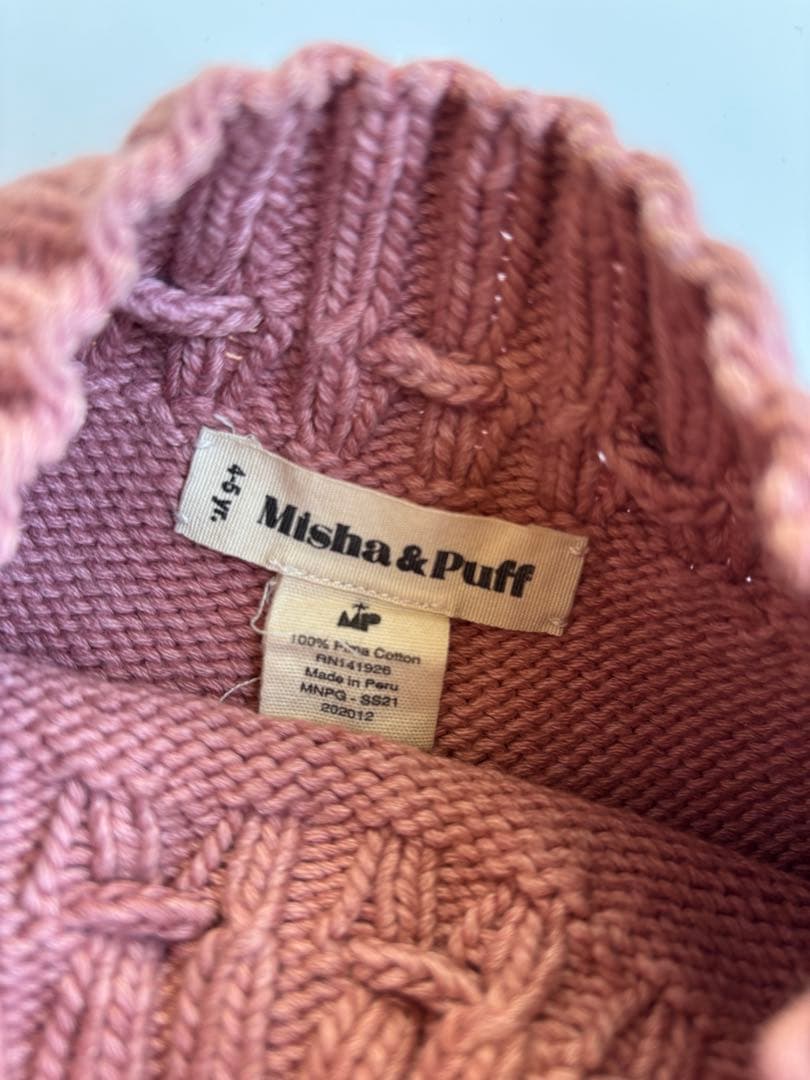 4-5 yr.
Misha & Puff
MP
100% Pima Cotton
RN141926
Made in Peru
MNPG - SS21
202012